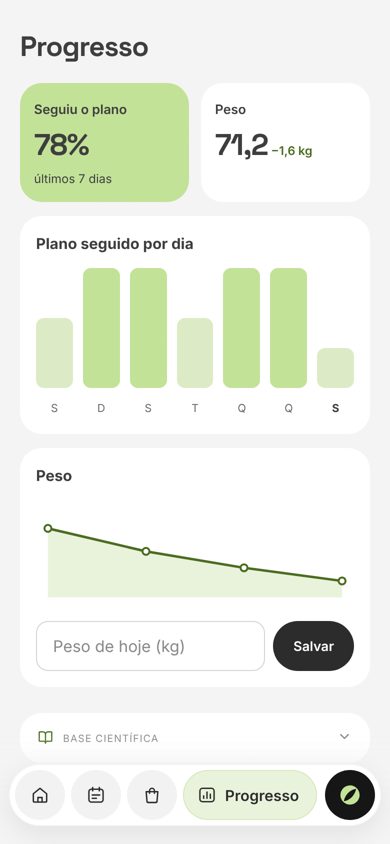 Progresso
Seguiu o plano
78%
últimos 7 dias
Peso
71,2 −1,6 kg
Plano seguido por dia
S D S T Q Q S
Peso
Peso de hoje (kg)
Salvar
BASE CIENTÍFICA
Progresso